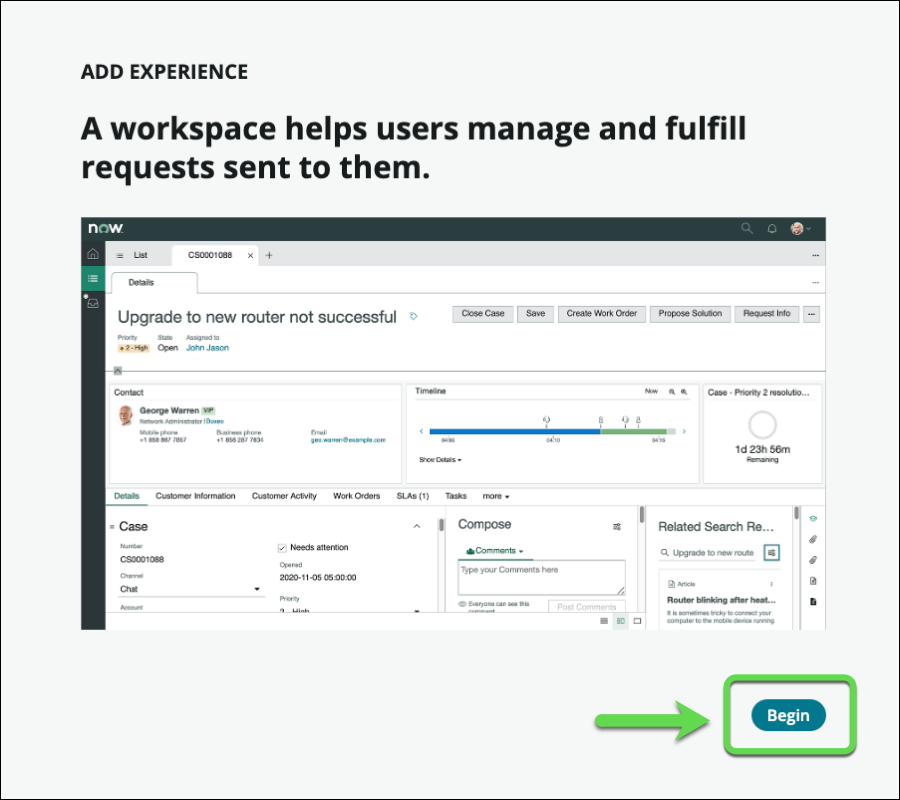 ADD EXPERIENCE
A workspace helps users manage and fulfill
requests sent to them.
now.
List
CS0001088
Details
Upgrade to new router not successful
Close Case
Save
Create Work Order
Propose Solution
Request Info
Priority State Assigned to
2 - High Open John Jason
Contact
George Warren VIP
Network Administrator | Boxeo
Mobile phone Business phone Email
+1 858 867 7857 +1 858 287 7834 geo.warren@example.com
Timeline
Now
04/06 04/10 04/15
Show Details
Case - Priority 2 resolutio...
1d 23h 56m
Remaining
Details Customer Information Customer Activity Work Orders SLAs (1) Tasks more
Case
Number
CS0001088
Channel
Chat
Account
Needs attention
Opened
2020-11-05 05:00:00
Priority
2 - High
Compose
Comments
Type your Comments here
Everyone can see this
comment
Post Comments
Related Search Re...
Upgrade to new route
Article
Router blinking after heat...
It is sometimes tricky to connect your
computer to the mobile device running
Begin